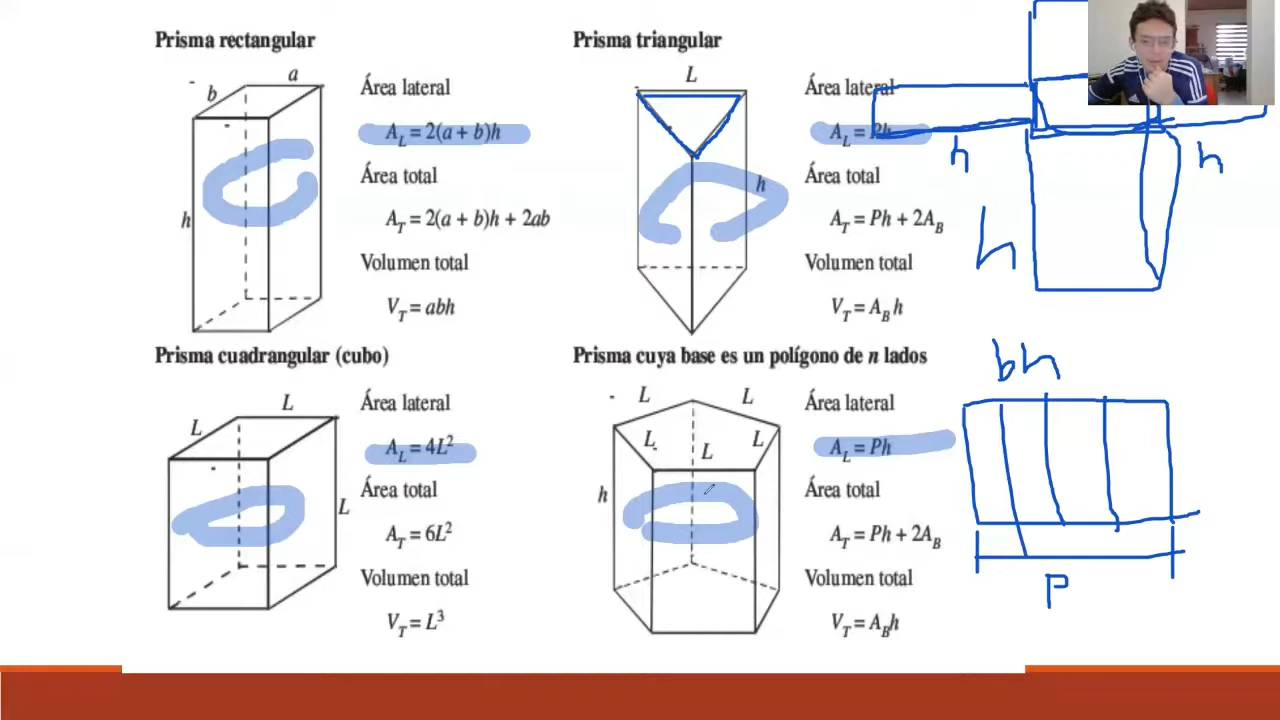 Prisma rectangular
a
b
h
Área lateral
A_L = 2(a + b)h
Área total
A_T = 2(a + b)h + 2ab
Volumen total
V_T = abh
Prisma triangular
L
h
Área lateral
A_L = Ph
Área total
A_T = Ph + 2A_B
Volumen total
V_T = A_B h
h
h
h
Prisma cuadrangular (cubo)
L
L
L
Área lateral
A_L = 4L²
Área total
A_T = 6L²
Volumen total
V_T = L³
Prisma cuya base es un polígono de n lados
L L
L L L
h
Área lateral
A_L = Ph
Área total
A_T = Ph + 2A_B
Volumen total
V_T = A_B h
bh
P